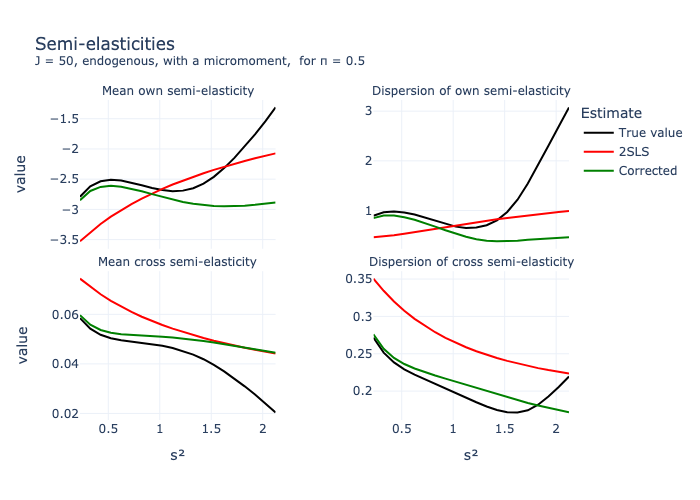 Semi-elasticities
J = 50, endogenous, with a micromoment,  for π = 0.5
Mean own semi-elasticity
Dispersion of own semi-elasticity
−1.5
−2
−2.5
−3
−3.5
value
3
2
1
Estimate
True value
2SLS
Corrected
Mean cross semi-elasticity
Dispersion of cross semi-elasticity
0.06
0.04
0.02
value
0.35
0.3
0.25
0.2
0.5
1
1.5
2
0.5
1
1.5
2
s²
s²